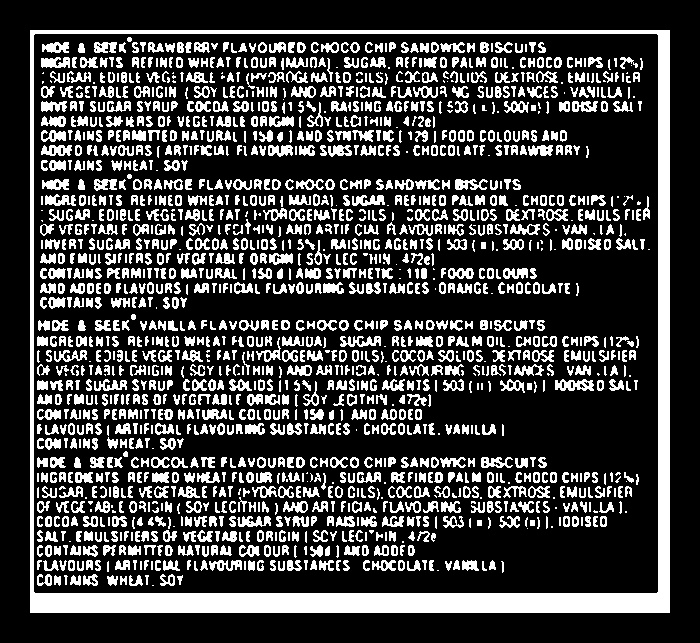 HIDE & SEEK STRAWBERRY FLAVOURED CHOCO CHIP SANDWICH BISCUITS
INGREDIENTS REFINED WHEAT FLOUR (MAIDA), SUGAR, REFINED PALM OIL, CHOCO CHIPS (12%)
[ SUGAR, EDIBLE VEGETABLE FAT (HYDROGENATED OILS), COCOA SOLIDS, DEXTROSE, EMULSIFIER
OF VEGETABLE ORIGIN ( SOY LECITHIN ) AND ARTIFICIAL FLAVOURING SUBSTANCES - VANILLA ],
INVERT SUGAR SYRUP, COCOA SOLIDS (1.5%), RAISING AGENTS [ 503 (ii), 500(ii) ], IODISED SALT
AND EMULSIFIERS OF VEGETABLE ORIGIN [ SOY LECITHIN, 472e]
CONTAINS PERMITTED NATURAL [ 150 d ] AND SYNTHETIC [ 129 ] FOOD COLOURS AND
ADDED FLAVOURS ( ARTIFICIAL FLAVOURING SUBSTANCES - CHOCOLATE, STRAWBERRY )
CONTAINS WHEAT, SOY
HIDE & SEEK ORANGE FLAVOURED CHOCO CHIP SANDWICH BISCUITS
INGREDIENTS REFINED WHEAT FLOUR ( MAIDA), SUGAR, REFINED PALM OIL, CHOCO CHIPS (12%)
[ SUGAR, EDIBLE VEGETABLE FAT ( HYDROGENATED OILS ), COCOA SOLIDS, DEXTROSE, EMULSIFIER
OF VEGETABLE ORIGIN ( SOY LECITHIN ) AND ARTIFICIAL FLAVOURING SUBSTANCES - VANILLA ],
INVERT SUGAR SYRUP, COCOA SOLIDS (1.5%), RAISING AGENTS [ 503 (ii), 500 (ii) ], IODISED SALT,
AND EMULSIFIERS OF VEGETABLE ORIGIN [ SOY LECITHIN, 472e]
CONTAINS PERMITTED NATURAL [ 150 d ] AND SYNTHETIC [ 110 ] FOOD COLOURS
AND ADDED FLAVOURS ( ARTIFICIAL FLAVOURING SUBSTANCES -ORANGE, CHOCOLATE )
CONTAINS WHEAT, SOY
HIDE & SEEK VANILLA FLAVOURED CHOCO CHIP SANDWICH BISCUITS
INGREDIENTS REFINED WHEAT FLOUR (MAIDA), SUGAR, REFINED PALM OIL, CHOCO CHIPS (12%)
[ SUGAR, EDIBLE VEGETABLE FAT (HYDROGENATED OILS), COCOA SOLIDS, DEXTROSE, EMULSIFIER
OF VEGETABLE ORIGIN ( SOY LECITHIN ) AND ARTIFICIAL FLAVOURING SUBSTANCES - VANILLA ],
INVERT SUGAR SYRUP, COCOA SOLIDS (1.5%), RAISING AGENTS [ 503 (ii), 500(ii) ], IODISED SALT
AND EMULSIFIERS OF VEGETABLE ORIGIN [ SOY LECITHIN, 472e]
CONTAINS PERMITTED NATURAL COLOUR [ 150 d ] AND ADDED
FLAVOURS ( ARTIFICIAL FLAVOURING SUBSTANCES - CHOCOLATE, VANILLA )
CONTAINS WHEAT, SOY
HIDE & SEEK CHOCOLATE FLAVOURED CHOCO CHIP SANDWICH BISCUITS
INGREDIENTS REFINED WHEAT FLOUR (MAIDA), SUGAR, REFINED PALM OIL, CHOCO CHIPS (12%)
[SUGAR, EDIBLE VEGETABLE FAT (HYDROGENATED OILS), COCOA SOLIDS, DEXTROSE, EMULSIFIER
OF VEGETABLE ORIGIN ( SOY LECITHIN ) AND ARTIFICIAL FLAVOURING SUBSTANCES - VANILLA ],
COCOA SOLIDS (4.4%), INVERT SUGAR SYRUP, RAISING AGENTS [ 503 (ii), 500 (ii) ], IODISED
SALT, EMULSIFIERS OF VEGETABLE ORIGIN [ SOY LECITHIN, 472e
CONTAINS PERMITTED NATURAL COLOUR [ 150d ] AND ADDED
FLAVOURS ( ARTIFICIAL FLAVOURING SUBSTANCES - CHOCOLATE, VANILLA )
CONTAINS WHEAT, SOY